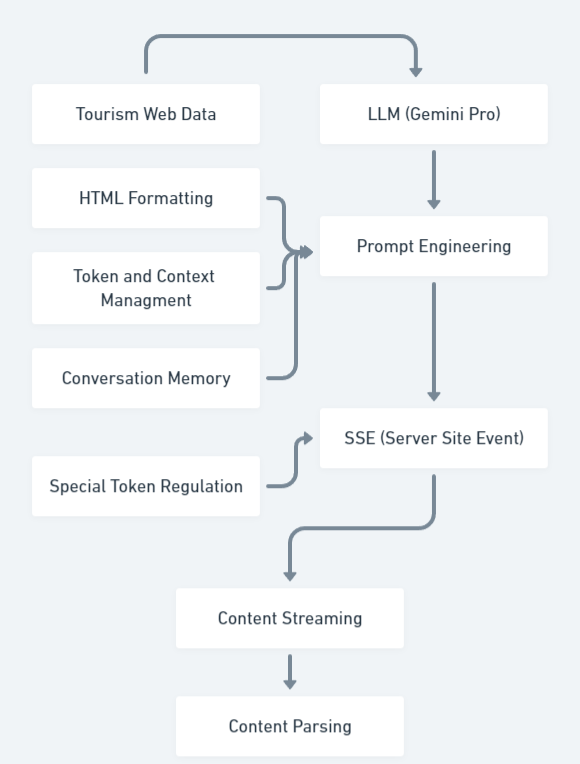 Tourism Web Data
LLM (Gemini Pro)
HTML Formatting
Prompt Engineering
Token and Context
Managment
Conversation Memory
SSE (Server Site Event)
Special Token Regulation
Content Streaming
Content Parsing